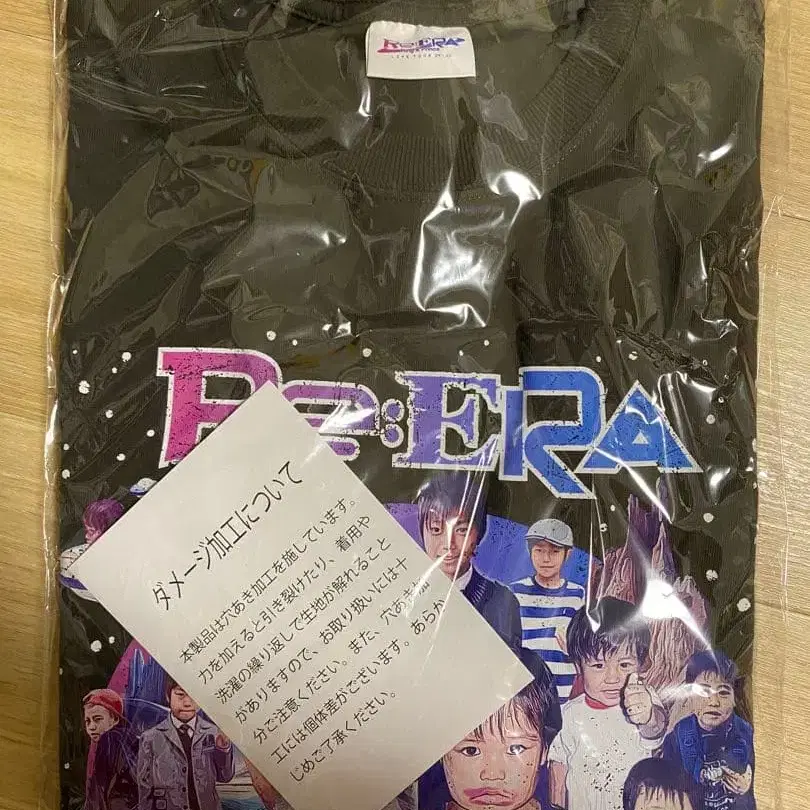 Re:ERA
LIVE TOUR
Re:ERA
ダメージ加工について
本製品は穴あき加工を施しています。
力を加えると引き裂けたり、着用や
洗濯の繰り返しで生地が解れること
がありますので、お取り扱いには十
分ご注意ください。また、穴あき加
工には個体差がございます。あらか
じめご了承ください。